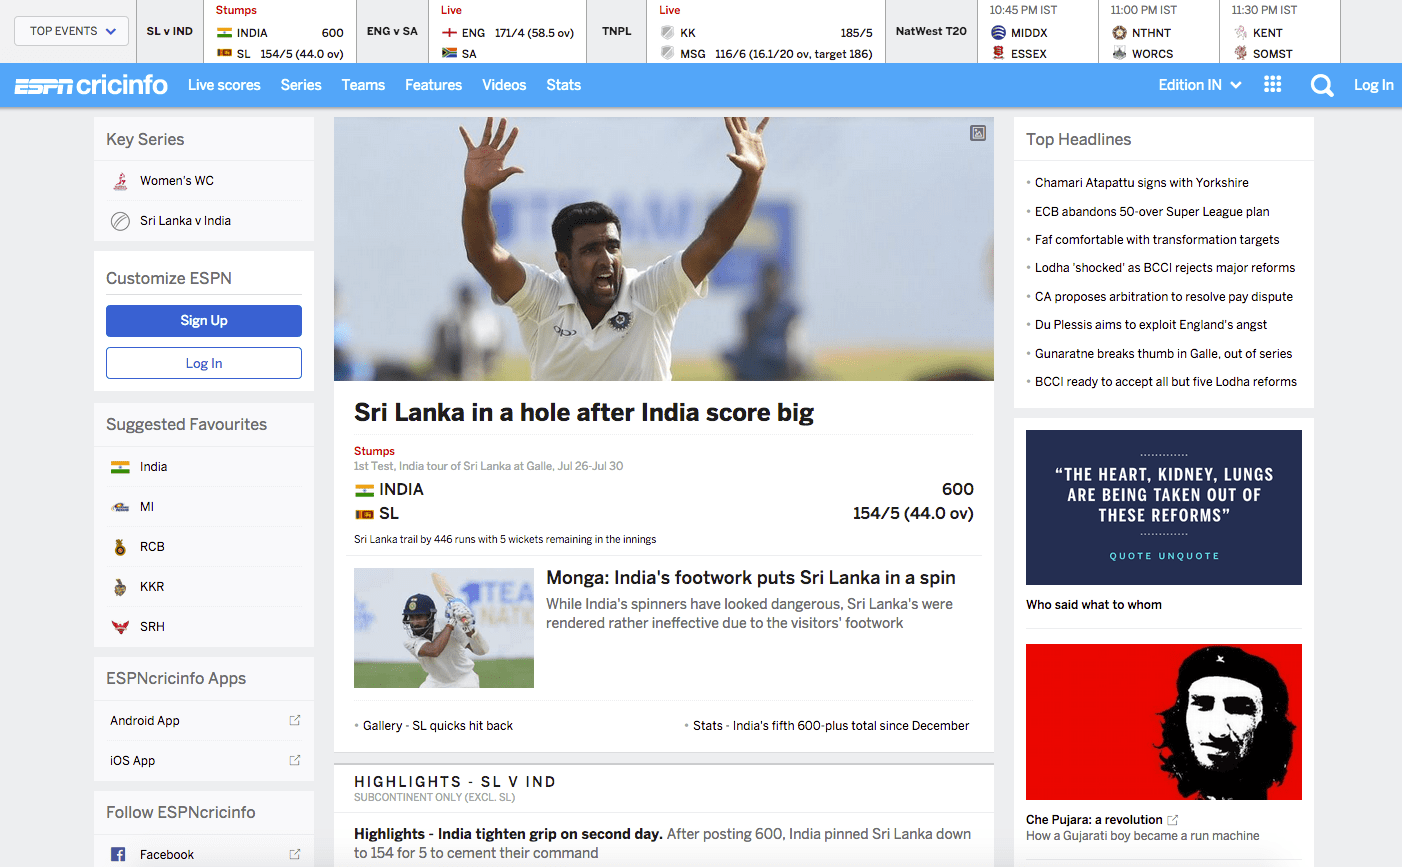 TOP EVENTS
SL v IND
Stumps
INDIA 600
SL 154/5 (44.0 ov)
ENG v SA
Live
ENG 171/4 (58.5 ov)
SA
TNPL
Live
KK 185/5
MSG 116/6 (16.1/20 ov, target 186)
NatWest T20
10:45 PM IST
MIDDX
ESSEX
11:00 PM IST
NTHNT
WORCS
11:30 PM IST
KENT
SOMST
ESPN cricinfo
Live scores Series Teams Features Videos Stats
Edition IN
Log In
Key Series
Women's WC
Sri Lanka v India
Customize ESPN
Sign Up
Log In
Suggested Favourites
India
MI
RCB
KKR
SRH
ESPNcricinfo Apps
Android App
iOS App
Follow ESPNcricinfo
Facebook
Sri Lanka in a hole after India score big
Stumps
1st Test, India tour of Sri Lanka at Galle, Jul 26-Jul 30
INDIA 600
SL 154/5 (44.0 ov)
Sri Lanka trail by 446 runs with 5 wickets remaining in the innings
Monga: India's footwork puts Sri Lanka in a spin
While India's spinners have looked dangerous, Sri Lanka's were
rendered rather ineffective due to the visitors' footwork
• Gallery - SL quicks hit back
• Stats - India's fifth 600-plus total since December
HIGHLIGHTS - SL V IND
SUBCONTINENT ONLY (EXCL. SL)
Highlights - India tighten grip on second day. After posting 600, India pinned Sri Lanka down
to 154 for 5 to cement their command
Top Headlines
• Chamari Atapattu signs with Yorkshire
• ECB abandons 50-over Super League plan
• Faf comfortable with transformation targets
• Lodha 'shocked' as BCCI rejects major reforms
• CA proposes arbitration to resolve pay dispute
• Du Plessis aims to exploit England's angst
• Gunaratne breaks thumb in Galle, out of series
• BCCI ready to accept all but five Lodha reforms
“THE HEART, KIDNEY, LUNGS
ARE BEING TAKEN OUT OF
THESE REFORMS”
QUOTE UNQUOTE
Who said what to whom
Che Pujara: a revolution
How a Gujarati boy became a run machine